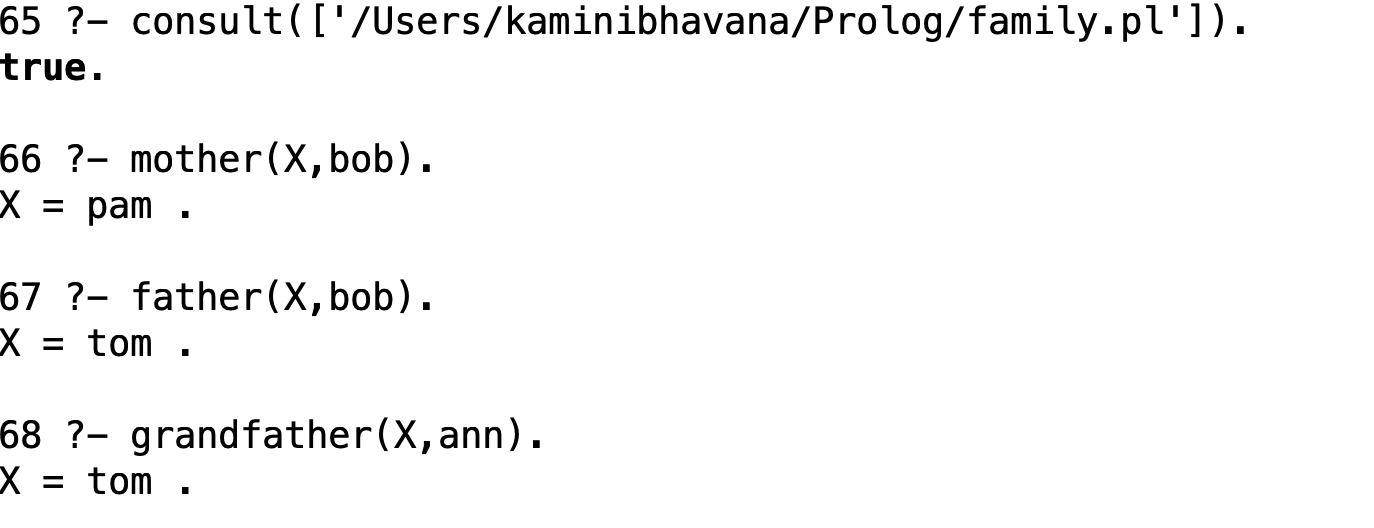 65 ?- consult(['/Users/kaminibhavana/Prolog/family.pl']).
true.
66 ?- mother(X,bob).
X = pam .
67 ?- father(X,bob).
X = tom .
68 ?- grandfather(X,ann).
X = tom .